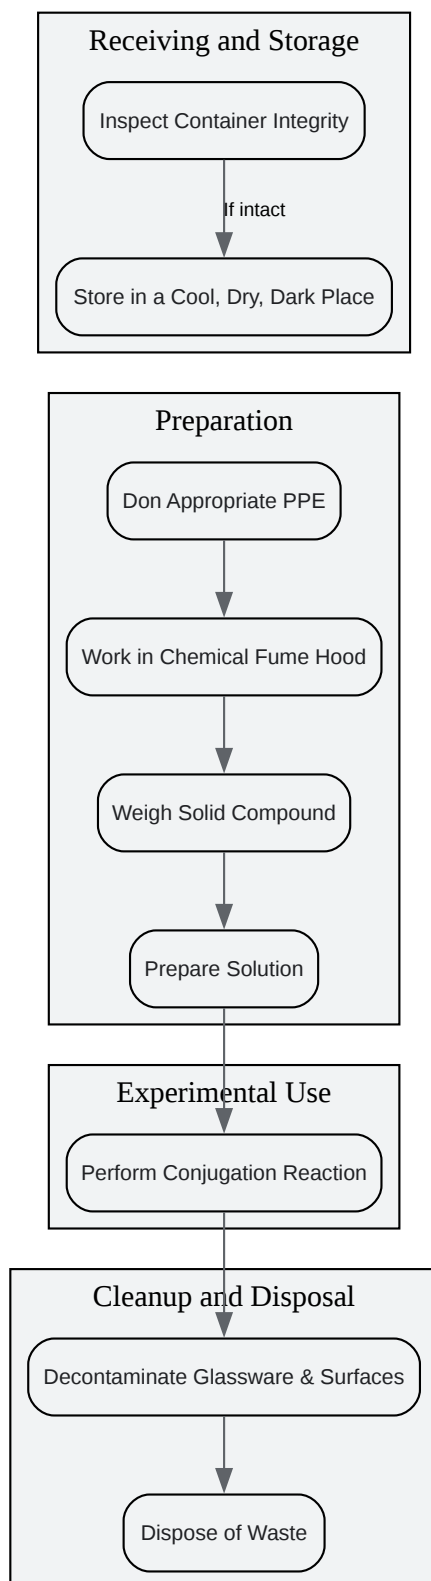 Receiving and Storage
Inspect Container Integrity
If intact
Store in a Cool, Dry, Dark Place
Preparation
Don Appropriate PPE
Work in Chemical Fume Hood
Weigh Solid Compound
Prepare Solution
Experimental Use
Perform Conjugation Reaction
Cleanup and Disposal
Decontaminate Glassware & Surfaces
Dispose of Waste